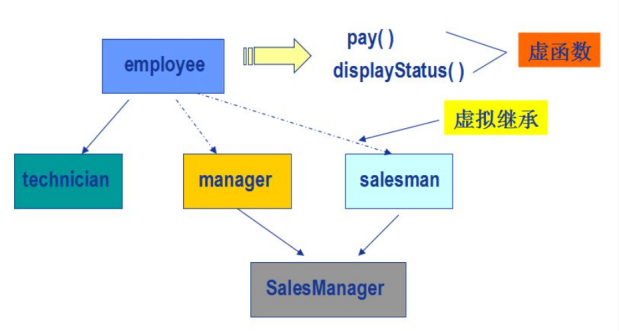 pay( )
虚函数
employee
displayStatus( )
虚拟继承
technician
manager
salesman
SalesManager